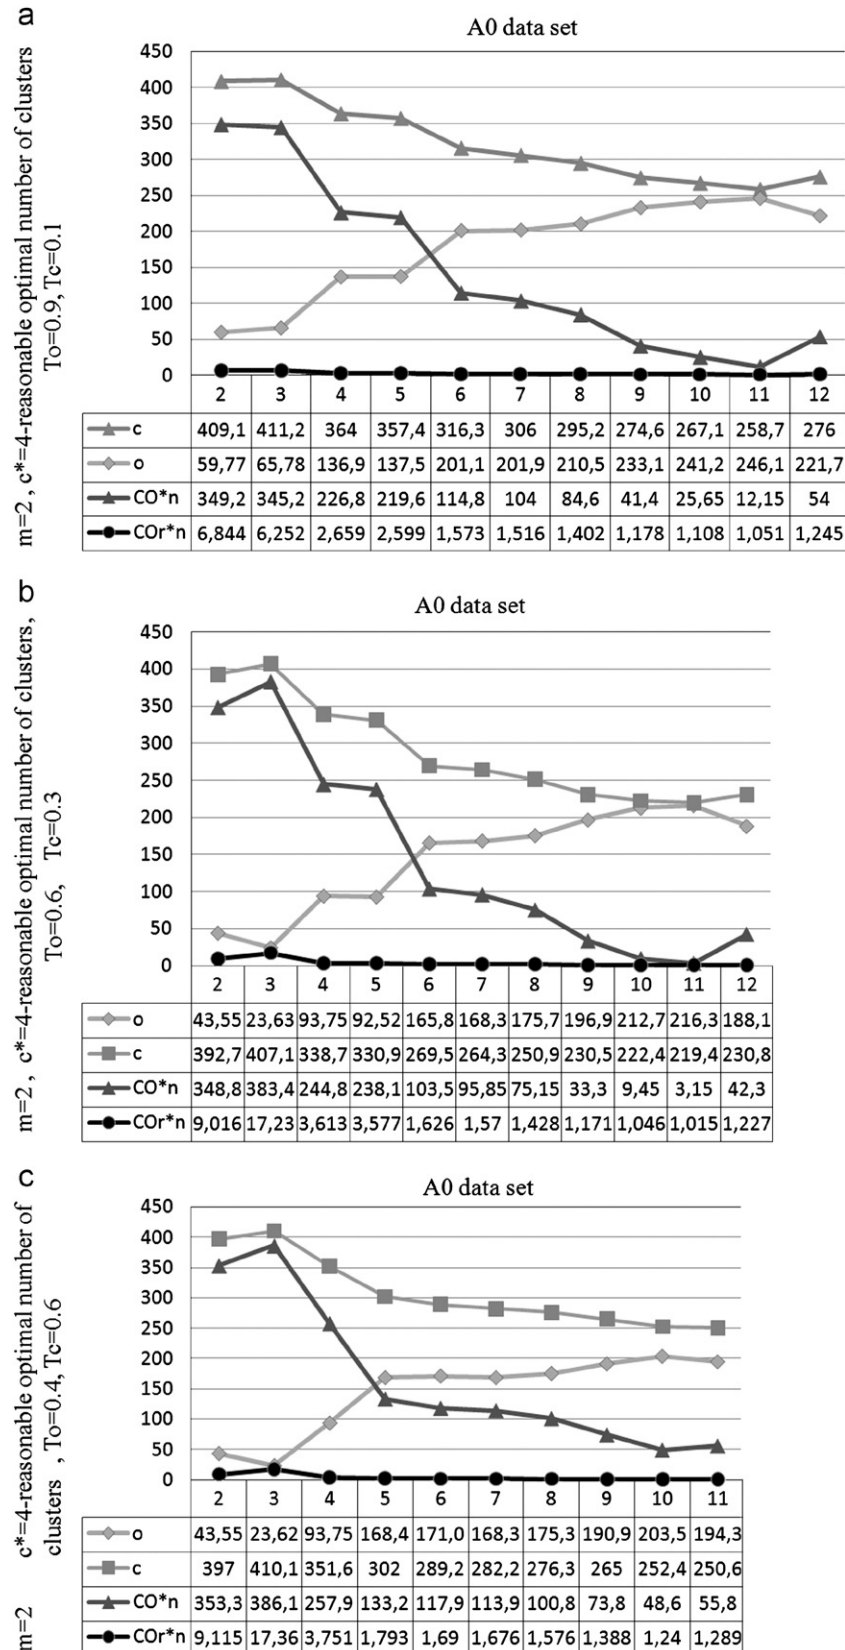 a
A0 data set
m=2 , c*=4-reasonable optimal number of clusters
To=0.9, Tc=0.1
450
400
350
300
250
200
150
100
50
0
2 3 4 5 6 7 8 9 10 11 12
c 409,1 411,2 364 357,4 316,3 306 295,2 274,6 267,1 258,7 276
o 59,77 65,78 136,9 137,5 201,1 201,9 210,5 233,1 241,2 246,1 221,7
CO*n 349,2 345,2 226,8 219,6 114,8 104 84,6 41,4 25,65 12,15 54
COr*n 6,844 6,252 2,659 2,599 1,573 1,516 1,402 1,178 1,108 1,051 1,245
b
A0 data set
m=2 , c*=4-reasonable optimal number of clusters,
To=0.6, Tc=0.3
450
400
350
300
250
200
150
100
50
0
2 3 4 5 6 7 8 9 10 11 12
o 43,55 23,63 93,75 92,52 165,8 168,3 175,7 196,9 212,7 216,3 188,1
c 392,7 407,1 338,7 330,9 269,5 264,3 250,9 230,5 222,4 219,4 230,8
CO*n 348,8 383,4 244,8 238,1 103,5 95,85 75,15 33,3 9,45 3,15 42,3
COr*n 9,016 17,23 3,613 3,577 1,626 1,57 1,428 1,171 1,046 1,015 1,227
c
A0 data set
m=2 c*=4-reasonable optimal number of
clusters , To=0.4, Tc=0.6
450
400
350
300
250
200
150
100
50
0
2 3 4 5 6 7 8 9 10 11
o 43,55 23,62 93,75 168,4 171,0 168,3 175,3 190,9 203,5 194,3
c 397 410,1 351,6 302 289,2 282,2 276,3 265 252,4 250,6
CO*n 353,3 386,1 257,9 133,2 117,9 113,9 100,8 73,8 48,6 55,8
COr*n 9,115 17,36 3,751 1,793 1,69 1,676 1,576 1,388 1,24 1,289